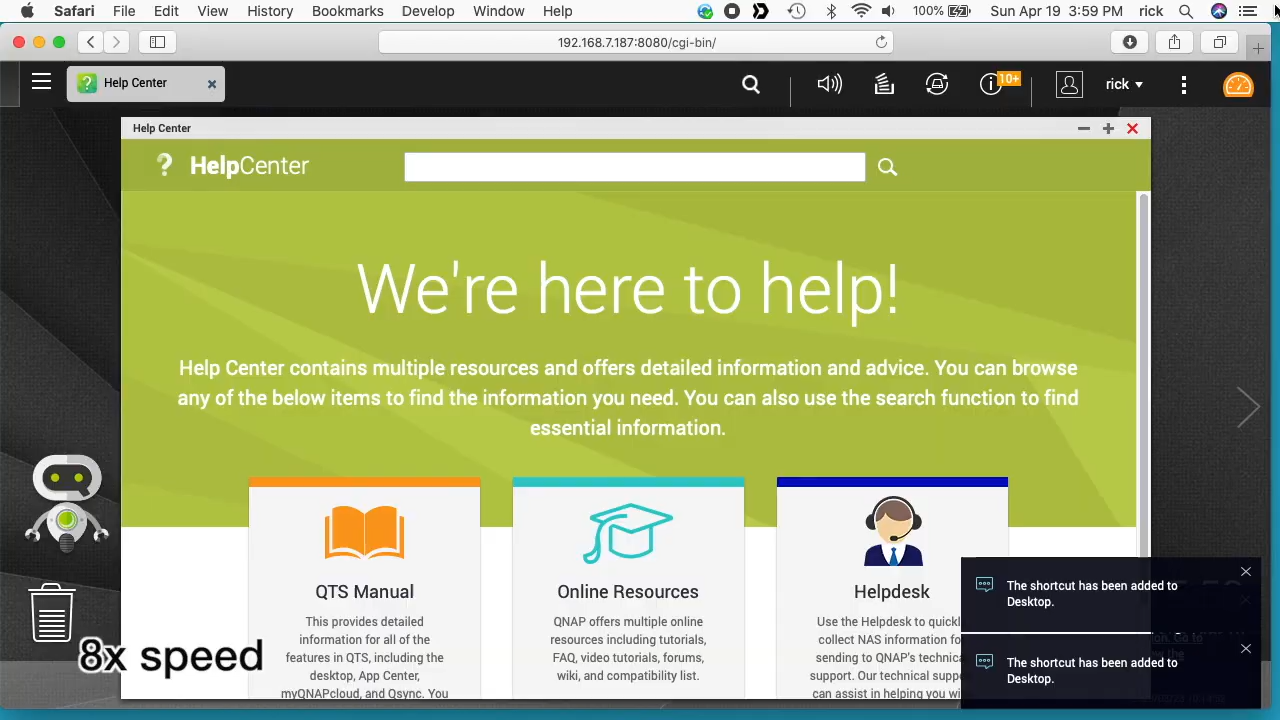 Safari File Edit View History Bookmarks Develop Window Help 100% Sun Apr 19 3:59 PM rick
192.168.7.187:8080/cgi-bin/
Help Center
10+
rick
Help Center
HelpCenter
We're here to help!
Help Center contains multiple resources and offers detailed information and advice. You can browse
any of the below items to find the information you need. You can also use the search function to find
essential information.
QTS Manual
This provides detailed
information for all of the
features in QTS, including the
desktop, App Center,
myQNAPcloud, and Qsync. You
Online Resources
QNAP offers multiple online
resources including tutorials,
FAQ, video tutorials, forums,
wiki, and compatibility list.
Helpdesk
Use the Helpdesk to quickl
collect NAS information fo
sending to QNAP's technica
support. Our technical supp
can assist in helping you wi
The shortcut has been added to
Desktop.
The shortcut has been added to
Desktop.
8x speed